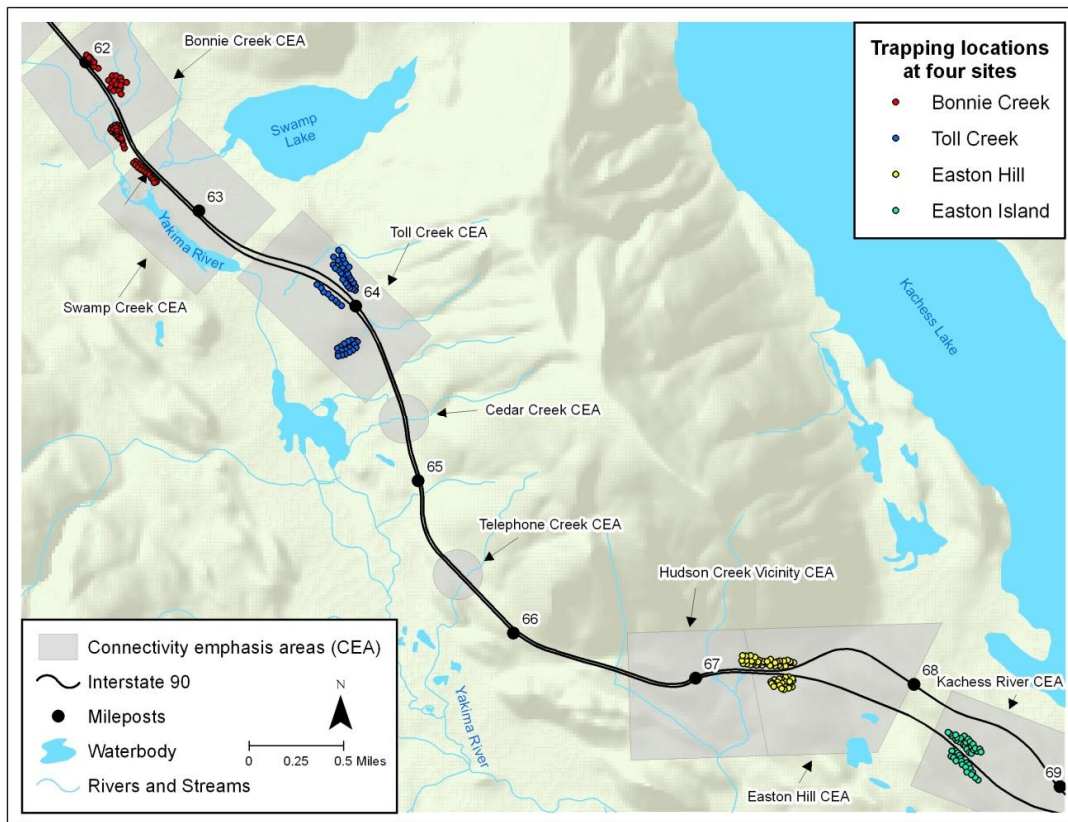 Bonnie Creek CEA
62
Swamp
Lake
63
Yakima River
Toll Creek CEA
64
Swamp Creek CEA
Cedar Creek CEA
65
Telephone Creek CEA
66
Hudson Creek Vicinity CEA
67
68
Kachess River CEA
69
Easton Hill CEA
Yakima River
Kachess Lake
Trapping locations
at four sites
Bonnie Creek
Toll Creek
Easton Hill
Easton Island
Connectivity emphasis areas (CEA)
Interstate 90
Mileposts
Waterbody
Rivers and Streams
N
0 0.25 0.5 Miles